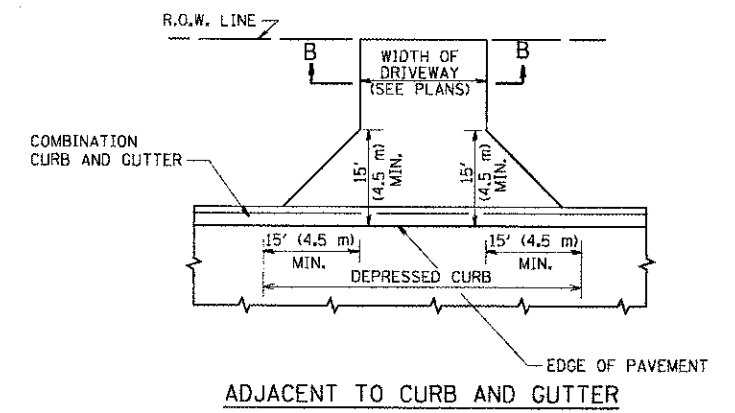 R.O.W. LINE
B
WIDTH OF
DRIVEWAY
(SEE PLANS)
B
COMBINATION
CURB AND GUTTER
15'
(4.5 m)
MIN.
15'
(4.5 m)
MIN.
15' (4.5 m)
MIN.
15' (4.5 m)
MIN.
DEPRESSED CURB
EDGE OF PAVEMENT
ADJACENT TO CURB AND GUTTER